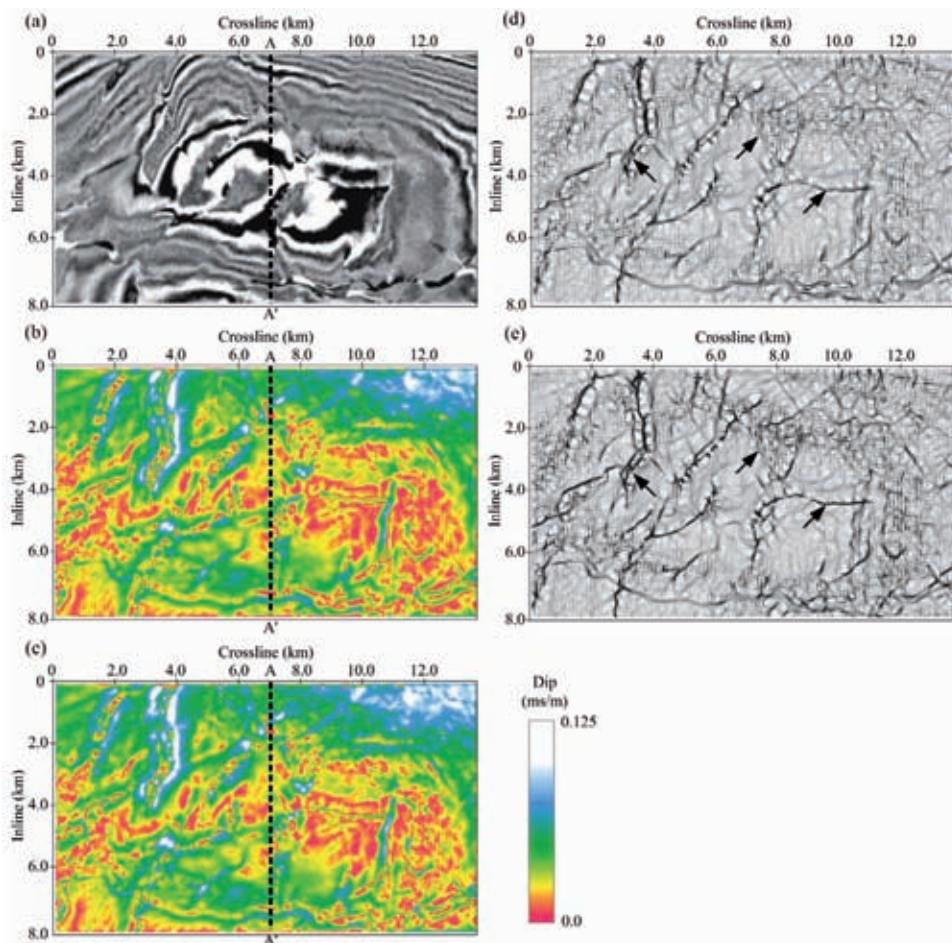 (a)
Crossline (km)
0 2.0 4.0 6.0 A 8.0 10.0 12.0
0
2.0
4.0
6.0
8.0
Inline (km)
A'
(b)
Crossline (km)
0 2.0 4.0 6.0 A 8.0 10.0 12.0
0
2.0
4.0
6.0
8.0
Inline (km)
A'
(c)
Crossline (km)
0 2.0 4.0 6.0 A 8.0 10.0 12.0
0
2.0
4.0
6.0
8.0
Inline (km)
A'
(d)
Crossline (km)
0 2.0 4.0 6.0 8.0 10.0 12.0
0
2.0
4.0
6.0
8.0
Inline (km)
(e)
Crossline (km)
0 2.0 4.0 6.0 8.0 10.0 12.0
0
2.0
4.0
6.0
8.0
Inline (km)
Dip
(ms/m)
0.125
0.0